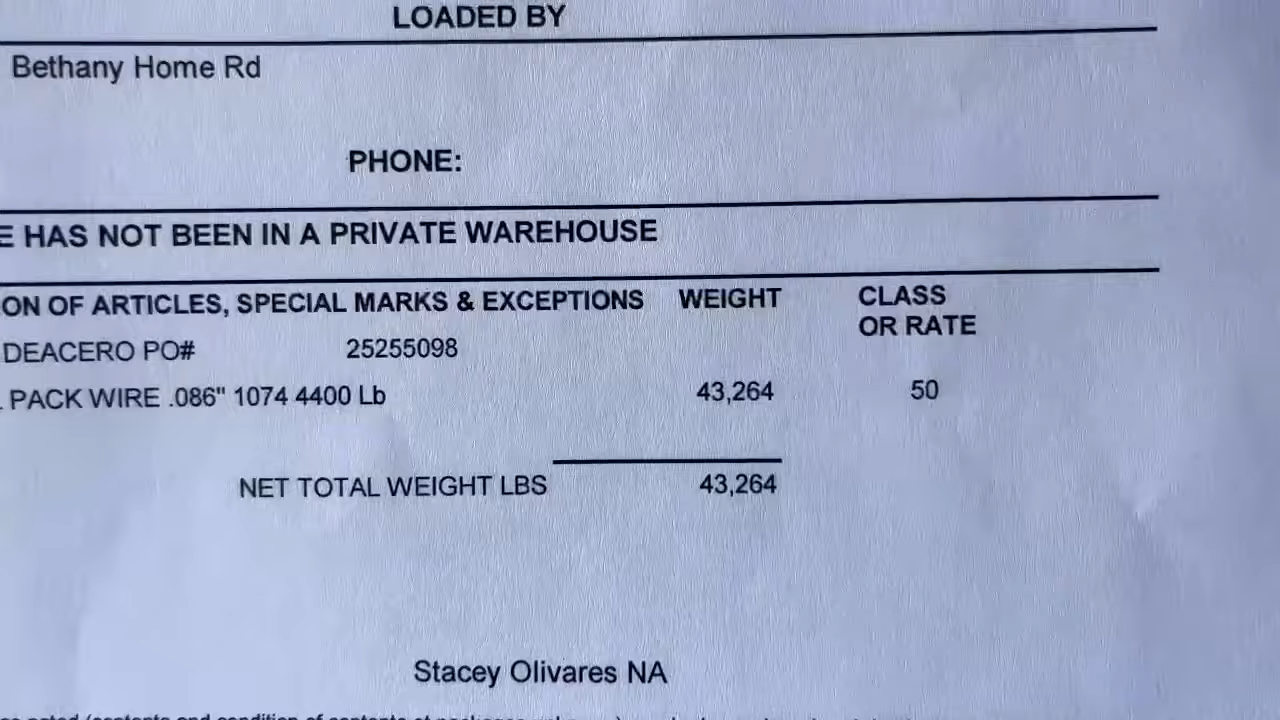 LOADED BY
Bethany Home Rd
PHONE:
E HAS NOT BEEN IN A PRIVATE WAREHOUSE
ON OF ARTICLES, SPECIAL MARKS & EXCEPTIONS WEIGHT CLASS OR RATE
DEACERO PO# 25255098
PACK WIRE .086" 1074 4400 Lb 43,264 50
NET TOTAL WEIGHT LBS 43,264
Stacey Olivares NA